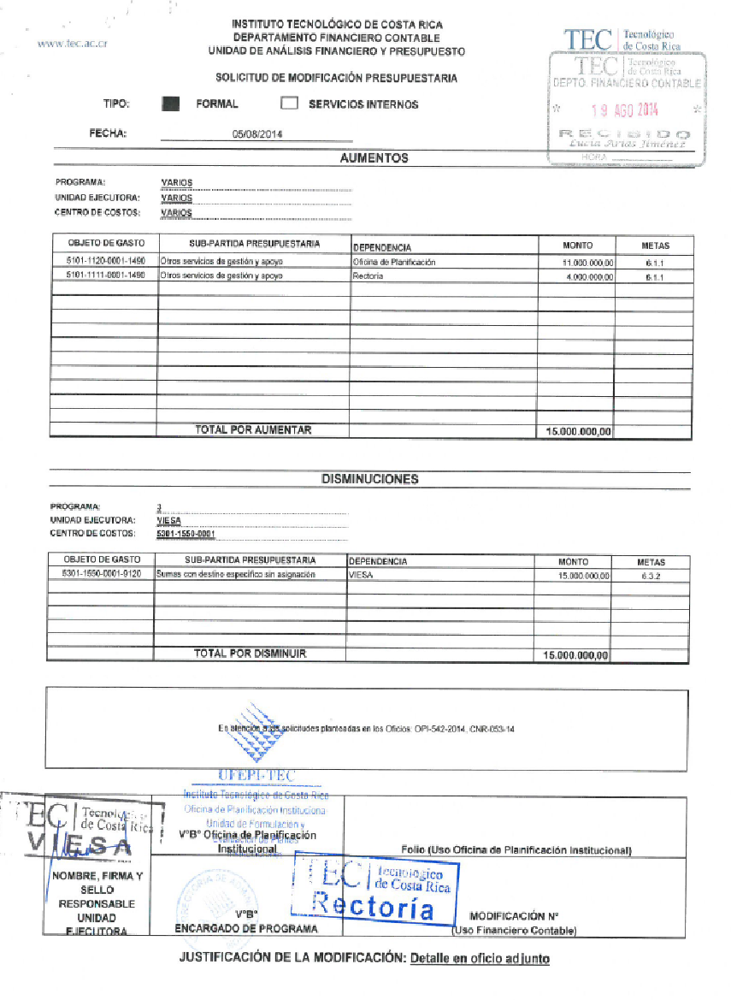 www.tec.ac.cr
INSTITUTO TECNOLÓGICO DE COSTA RICA
DEPARTAMENTO FINANCIERO CONTABLE
UNIDAD DE ANÁLISIS FINANCIERO Y PRESUPUESTO
TEC Tecnológico
de Costa Rica
SOLICITUD DE MODIFICACIÓN PRESUPUESTARIA
TEC Tecnológico
de Costa Rica
DEPTO. FINANCIERO CONTABLE
19 AGO 2014
RECIBIDO
Lucía Arias Jiménez
HORA
TIPO: FORMAL SERVICIOS INTERNOS
FECHA: 05/08/2014
AUMENTOS
PROGRAMA: VARIOS
UNIDAD EJECUTORA: VARIOS
CENTRO DE COSTOS: VARIOS
OBJETO DE GASTO SUB-PARTIDA PRESUPUESTARIA DEPENDENCIA MONTO METAS
5101-1120-0001-1490 Otros servicios de gestión y apoyo Oficina de Planificación 11.000.000,00 6.1.1
5101-1111-0001-1490 Otros servicios de gestión y apoyo Rectoría 4.000.000,00 6.1.1
TOTAL POR AUMENTAR 15.000.000,00
DISMINUCIONES
PROGRAMA: 3
UNIDAD EJECUTORA: VIESA
CENTRO DE COSTOS: 5301-1550-0001
OBJETO DE GASTO SUB-PARTIDA PRESUPUESTARIA DEPENDENCIA MONTO METAS
5301-1550-0001-9120 Sumas con destino específico sin asignación VIESA 15.000.000,00 6.3.2
TOTAL POR DISMINUIR 15.000.000,00
En atención a las solicitudes planteadas en los Oficios: OPI-542-2014, CNR-053-14
UFEPI-TEC
Instituto Tecnológico de Costa Rica
Oficina de Planificación Instituciona
Unidad de Formulación y
Evaluación de Planes
TEC Tecnológico
de Costa Rica
VIESA
V°B° Oficina de Planificación
Institucional
Folio (Uso Oficina de Planificación Institucional)
NOMBRE, FIRMA Y
SELLO
RESPONSABLE
UNIDAD
EJECUTORA
V°B°
ENCARGADO DE PROGRAMA
TEC Tecnológico
de Costa Rica
Rectoría
MODIFICACIÓN N°
(Uso Financiero Contable)
JUSTIFICACIÓN DE LA MODIFICACIÓN: Detalle en oficio adjunto